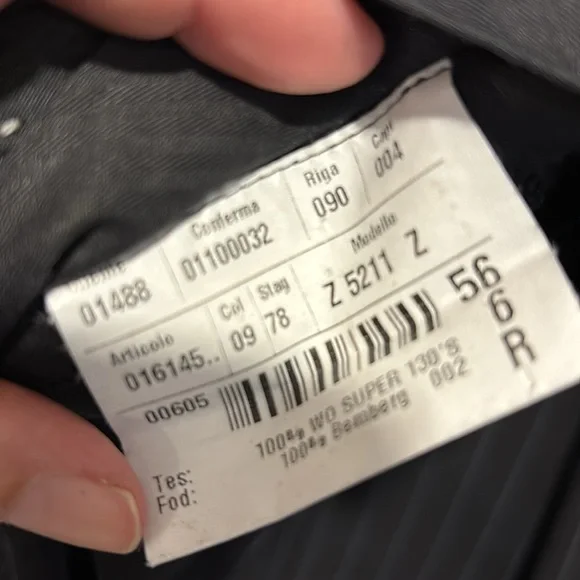 Conferma Riga Cap
01488 01100032 090 004
Articolo Col Stag Modello
016145.. 09 78 Z 5211 Z
00605 56
6
R
Tes: 100% WO SUPER 130'S
Fod: 100% Bemberg 002